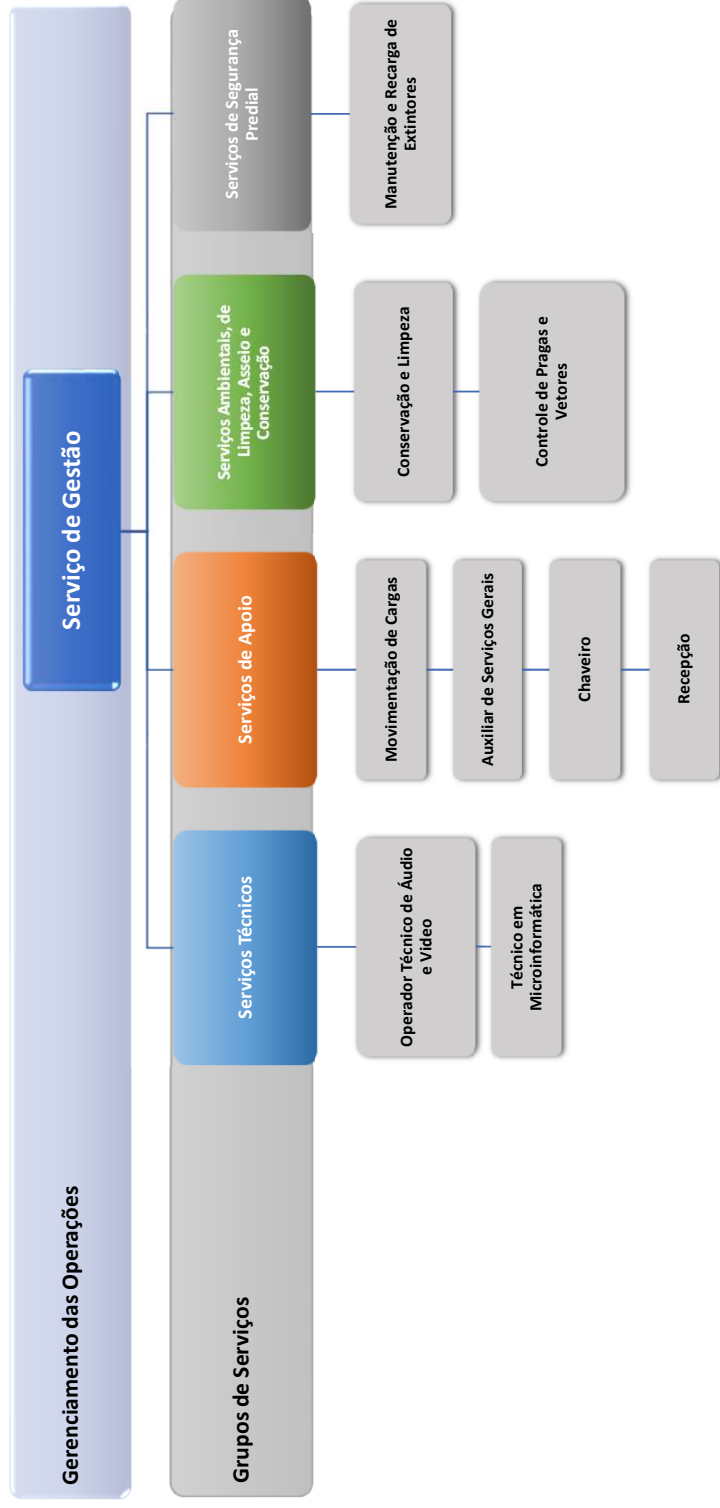 Gerenciamento das Operações
Serviço de Gestão
Grupos de Serviços
Serviços Técnicos
Serviços de Apoio
Serviços Ambientais, de
Limpeza, Asseio e
Conservação
Serviços de Segurança
Predial
Operador Técnico de Áudio
e Video
Técnico em
Microinformática
Movimentação de Cargas
Auxiliar de Serviços Gerais
Chaveiro
Recepção
Conservação e Limpeza
Controle de Pragas e
Vetores
Manutenção e Recarga de
Extintores